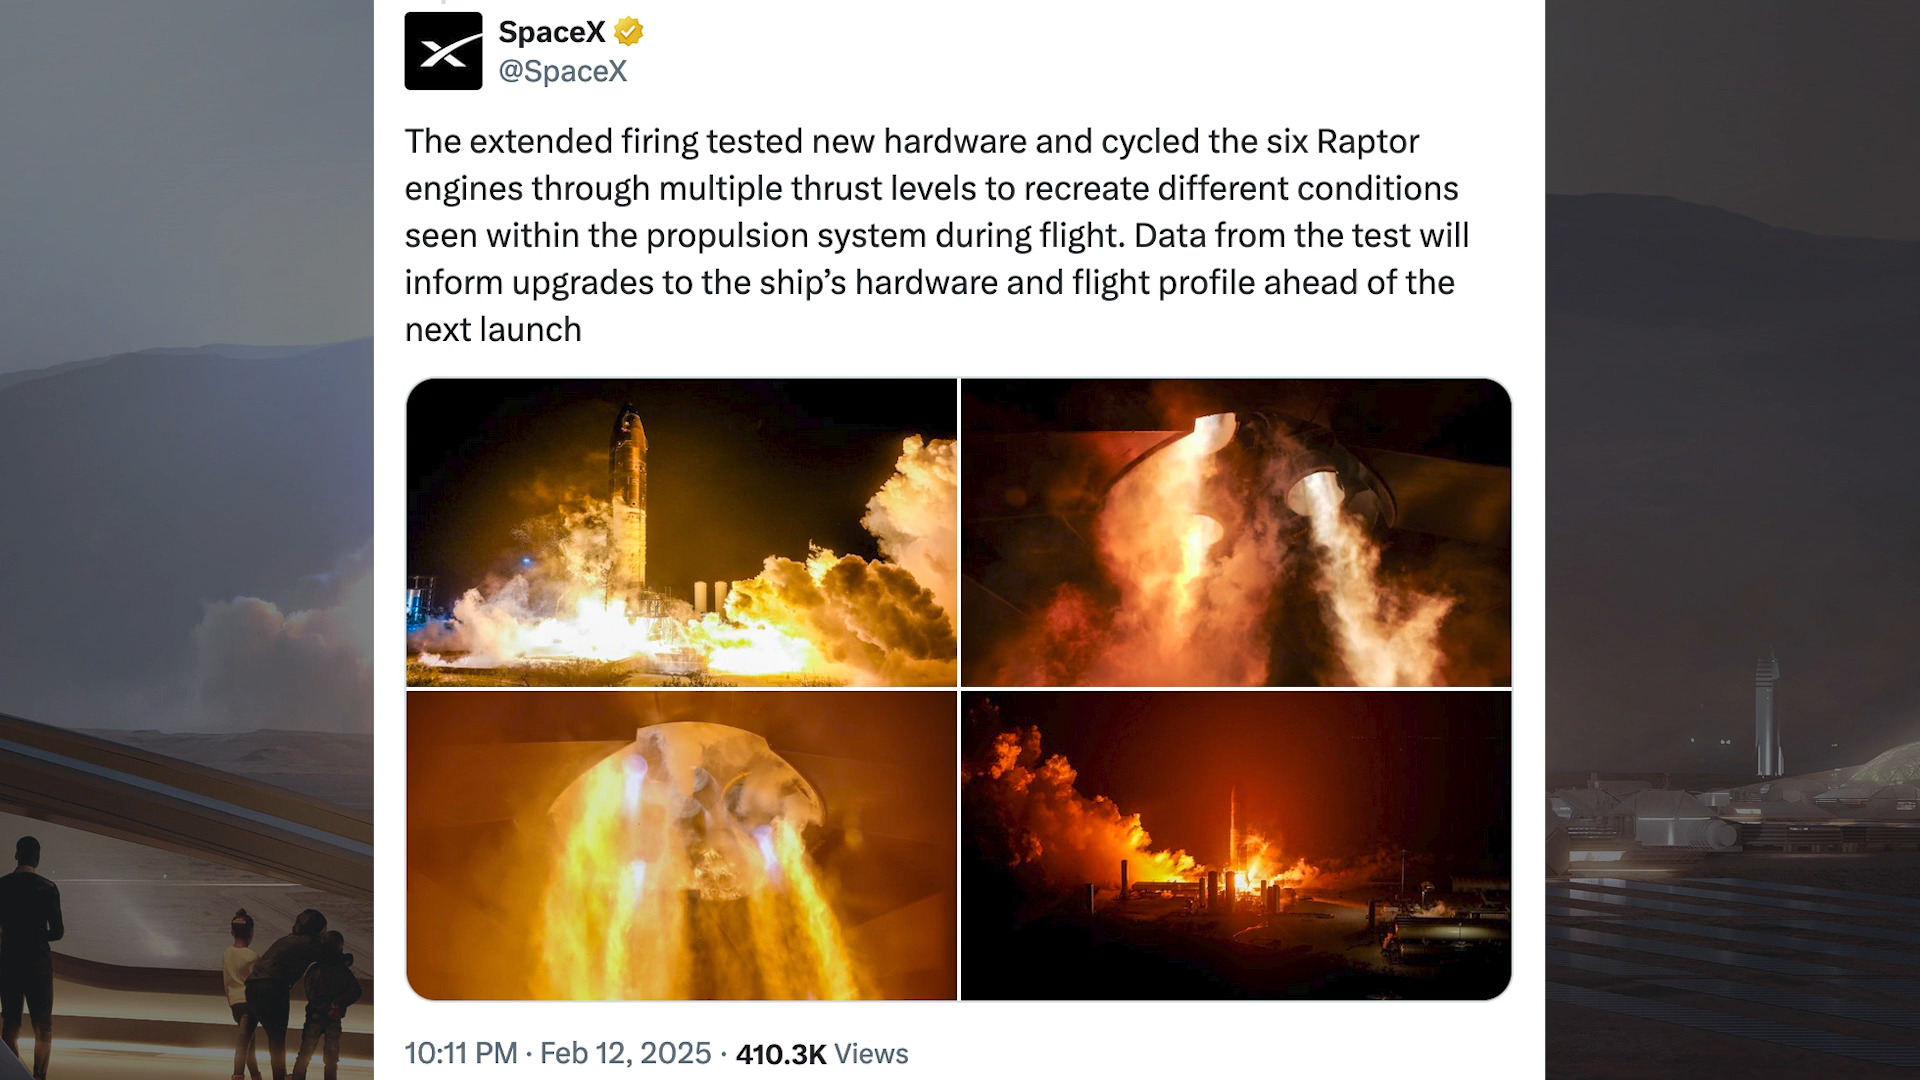 SpaceX
@SpaceX
The extended firing tested new hardware and cycled the six Raptor
engines through multiple thrust levels to recreate different conditions
seen within the propulsion system during flight. Data from the test will
inform upgrades to the ship’s hardware and flight profile ahead of the
next launch
10:11 PM · Feb 12, 2025 · 410.3K Views